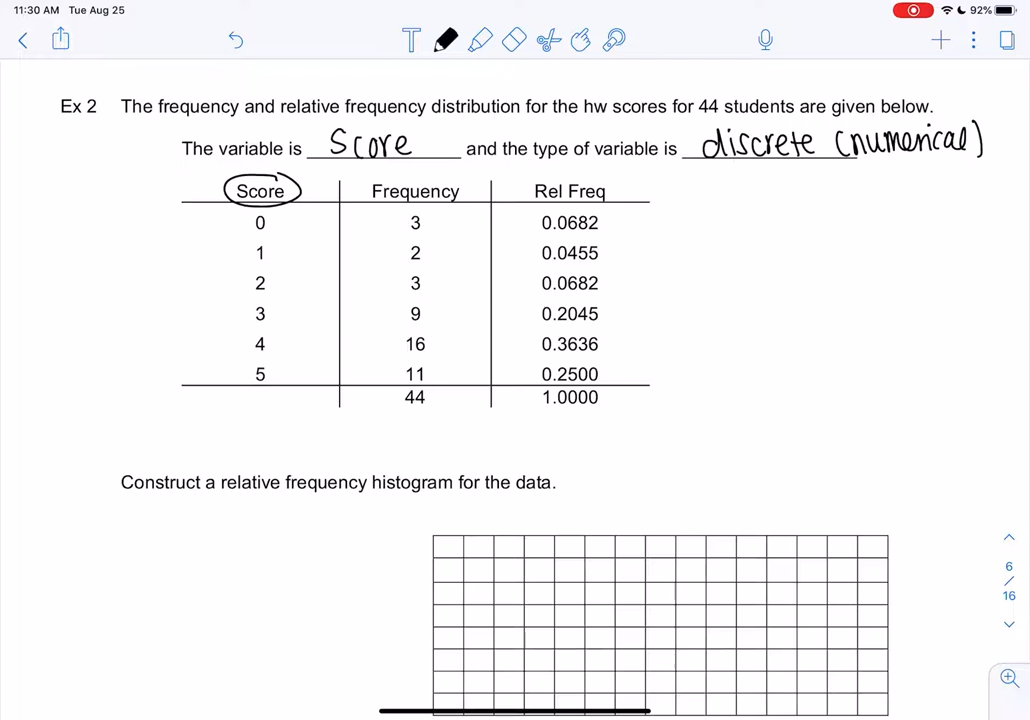 11:30 AM Tue Aug 25
92%
T
Ex 2 The frequency and relative frequency distribution for the hw scores for 44 students are given below.
The variable is Score and the type of variable is discrete (numerical)
Score Frequency Rel Freq
0 3 0.0682
1 2 0.0455
2 3 0.0682
3 9 0.2045
4 16 0.3636
5 11 0.2500
44 1.0000
Construct a relative frequency histogram for the data.
6
/
16